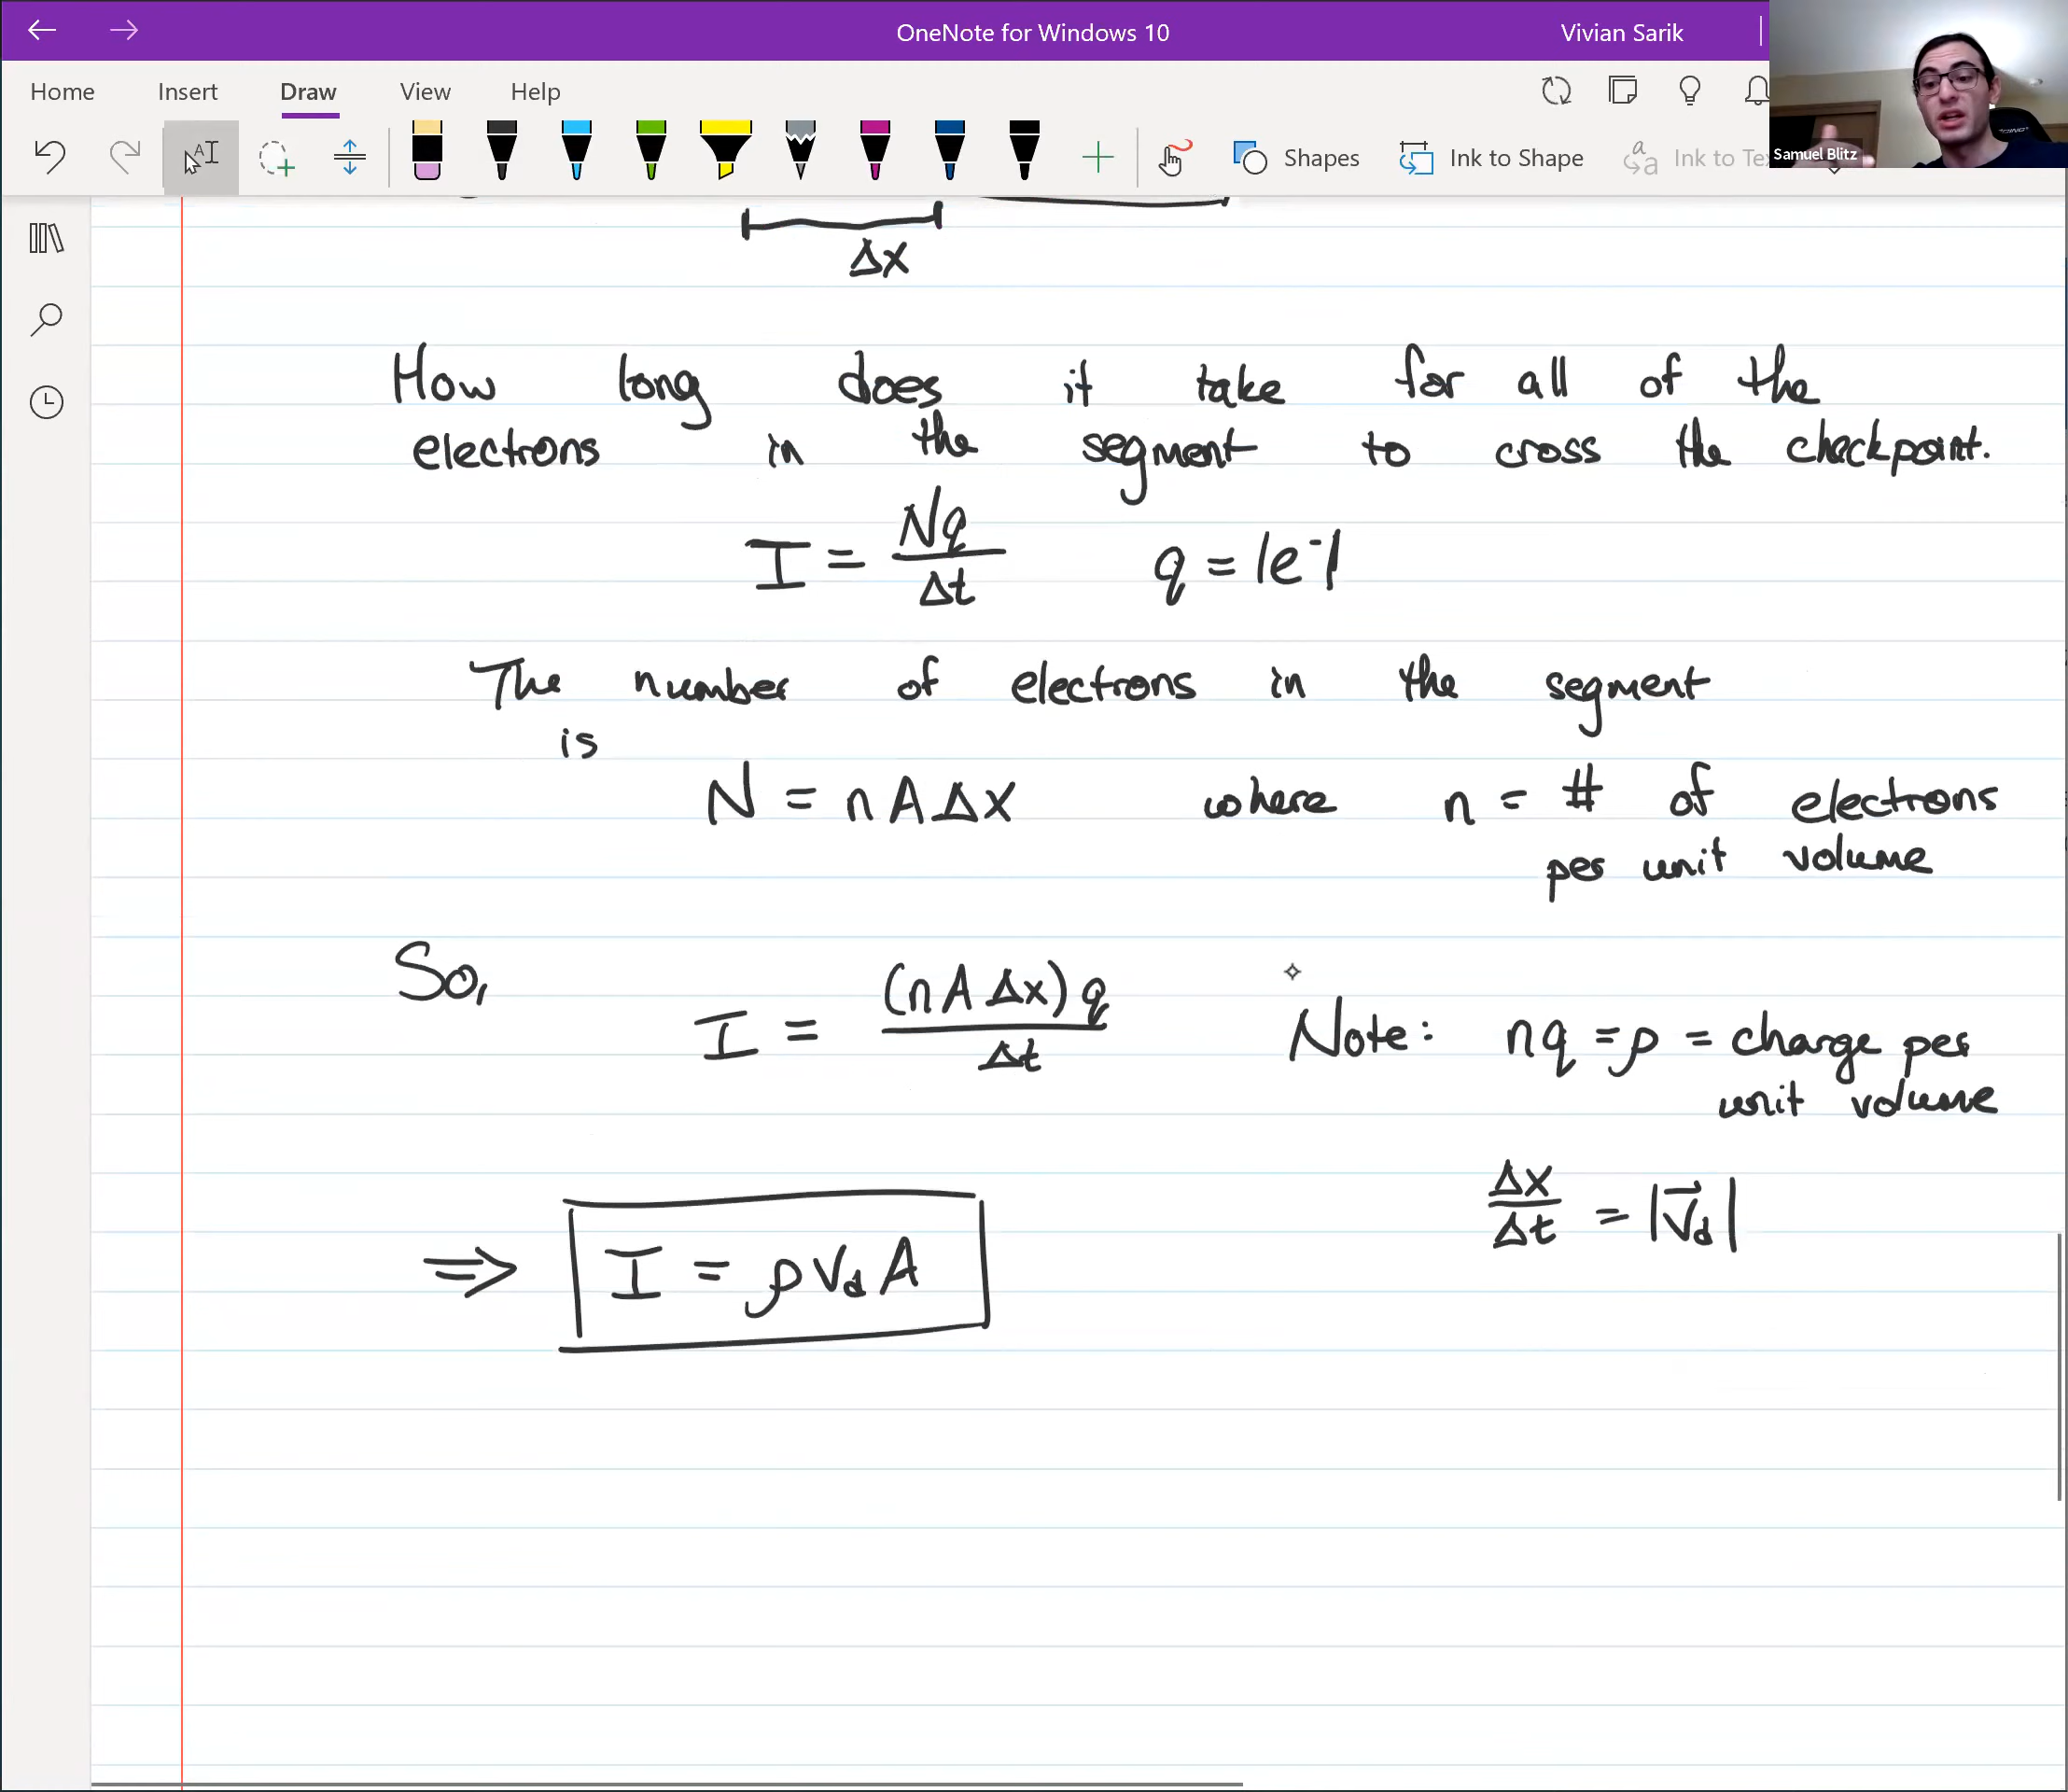 OneNote for Windows 10
Vivian Sarik
Home Insert Draw View Help
Shapes Ink to Shape Ink to Te
Samuel Blitz
Δx
How long does it take for all of the
electrons in the segment to cross the checkpoint.
I = Nq/Δt q = |e⁻|
The number of electrons in the segment
is
N = nAΔx where n = # of electrons
per unit volume
So,
I = (nAΔx)q/Δt Note: nq = ρ = charge per
unit volume
Δx/Δt = |v⃗d|
⇒ I = ρvdA